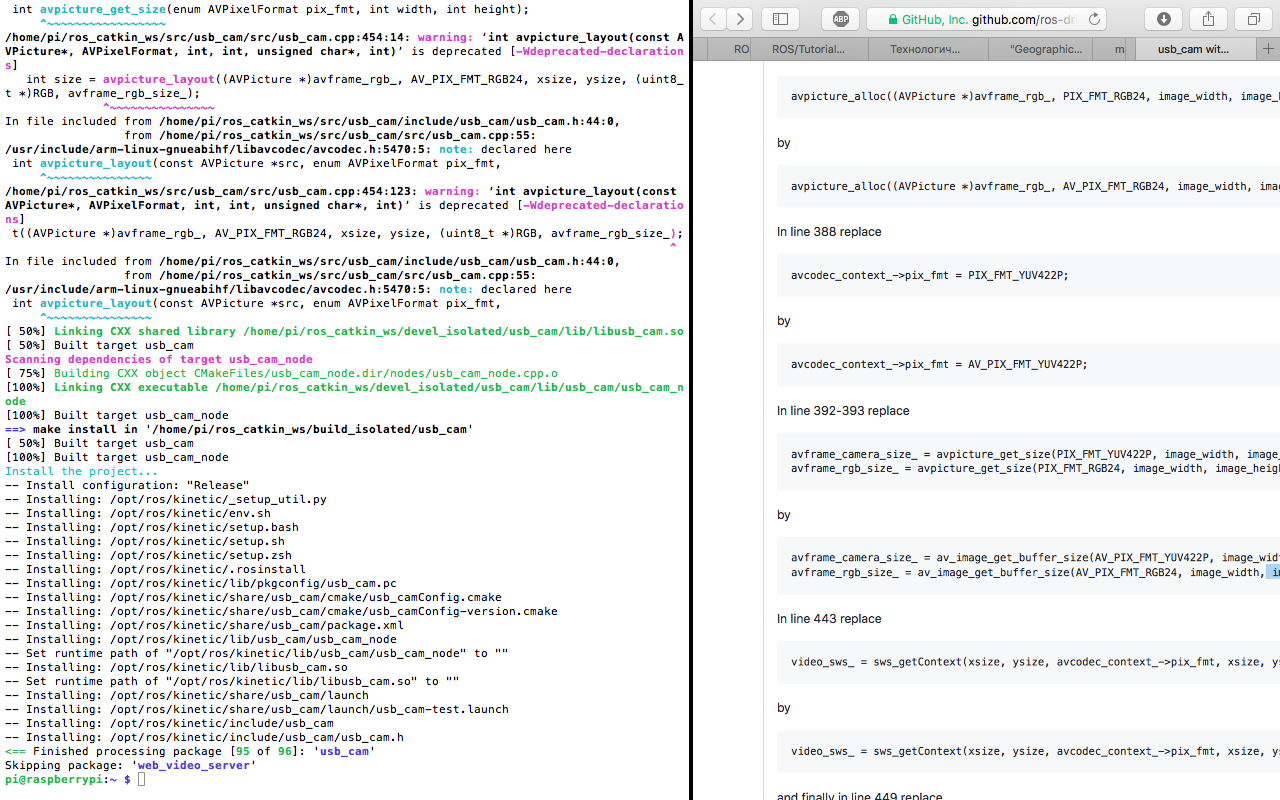 int avpicture_get_size(enum AVPixelFormat pix_fmt, int width, int height);
^~~~~~~~~~~~~~~~~~
/home/pi/ros_catkin_ws/src/usb_cam/src/usb_cam.cpp:454:14: warning: ‘int avpicture_layout(const A
VPicture*, AVPixelFormat, int, int, unsigned char*, int)’ is deprecated [-Wdeprecated-declaration
s]
int size = avpicture_layout((AVPicture *)avframe_rgb_, AV_PIX_FMT_RGB24, xsize, ysize, (uint8_
t *)RGB, avframe_rgb_size_);
^~~~~~~~~~~~~~~~
In file included from /home/pi/ros_catkin_ws/src/usb_cam/include/usb_cam/usb_cam.h:44:0,
from /home/pi/ros_catkin_ws/src/usb_cam/src/usb_cam.cpp:55:
/usr/include/arm-linux-gnueabihf/libavcodec/avcodec.h:5470:5: note: declared here
int avpicture_layout(const AVPicture *src, enum AVPixelFormat pix_fmt,
^~~~~~~~~~~~~~~~
/home/pi/ros_catkin_ws/src/usb_cam/src/usb_cam.cpp:454:123: warning: ‘int avpicture_layout(const
AVPicture*, AVPixelFormat, int, int, unsigned char*, int)’ is deprecated [-Wdeprecated-declaratio
ns]
t((AVPicture *)avframe_rgb_, AV_PIX_FMT_RGB24, xsize, ysize, (uint8_t *)RGB, avframe_rgb_size_);
^
In file included from /home/pi/ros_catkin_ws/src/usb_cam/include/usb_cam/usb_cam.h:44:0,
from /home/pi/ros_catkin_ws/src/usb_cam/src/usb_cam.cpp:55:
/usr/include/arm-linux-gnueabihf/libavcodec/avcodec.h:5470:5: note: declared here
int avpicture_layout(const AVPicture *src, enum AVPixelFormat pix_fmt,
^~~~~~~~~~~~~~~~
[ 50%] Linking CXX shared library /home/pi/ros_catkin_ws/devel_isolated/usb_cam/lib/libusb_cam.so
[ 50%] Built target usb_cam
Scanning dependencies of target usb_cam_node
[ 75%] Building CXX object CMakeFiles/usb_cam_node.dir/nodes/usb_cam_node.cpp.o
[100%] Linking CXX executable /home/pi/ros_catkin_ws/devel_isolated/usb_cam/lib/usb_cam/usb_cam_n
ode
[100%] Built target usb_cam_node
==> make install in '/home/pi/ros_catkin_ws/build_isolated/usb_cam'
[ 50%] Built target usb_cam
[100%] Built target usb_cam_node
Install the project...
-- Install configuration: "Release"
-- Installing: /opt/ros/kinetic/_setup_util.py
-- Installing: /opt/ros/kinetic/env.sh
-- Installing: /opt/ros/kinetic/setup.bash
-- Installing: /opt/ros/kinetic/setup.sh
-- Installing: /opt/ros/kinetic/setup.zsh
-- Installing: /opt/ros/kinetic/.rosinstall
-- Installing: /opt/ros/kinetic/lib/pkgconfig/usb_cam.pc
-- Installing: /opt/ros/kinetic/share/usb_cam/cmake/usb_camConfig.cmake
-- Installing: /opt/ros/kinetic/share/usb_cam/cmake/usb_camConfig-version.cmake
-- Installing: /opt/ros/kinetic/share/usb_cam/package.xml
-- Installing: /opt/ros/kinetic/lib/usb_cam/usb_cam_node
-- Set runtime path of "/opt/ros/kinetic/lib/usb_cam/usb_cam_node" to ""
-- Installing: /opt/ros/kinetic/lib/libusb_cam.so
-- Set runtime path of "/opt/ros/kinetic/lib/libusb_cam.so" to ""
-- Installing: /opt/ros/kinetic/share/usb_cam/launch
-- Installing: /opt/ros/kinetic/share/usb_cam/launch/usb_cam-test.launch
-- Installing: /opt/ros/kinetic/include/usb_cam
-- Installing: /opt/ros/kinetic/include/usb_cam/usb_cam.h
<== Finished processing package [95 of 96]: 'usb_cam'
Skipping package: 'web_video_server'
pi@raspberrypi:~ $
ABP
GitHub, Inc. github.com/ros-dr
RO
ROS/Tutorial...
Технологич...
"Geographic...
m
usb_cam wit...
avpicture_alloc((AVPicture *)avframe_rgb_, PIX_FMT_RGB24, image_width, image_h
by
avpicture_alloc((AVPicture *)avframe_rgb_, AV_PIX_FMT_RGB24, image_width, ima
In line 388 replace
avcodec_context_->pix_fmt = PIX_FMT_YUV422P;
by
avcodec_context_->pix_fmt = AV_PIX_FMT_YUV422P;
In line 392-393 replace
avframe_camera_size_ = avpicture_get_size(PIX_FMT_YUV422P, image_width, image_
avframe_rgb_size_ = avpicture_get_size(PIX_FMT_RGB24, image_width, image_heigh
by
avframe_camera_size_ = av_image_get_buffer_size(AV_PIX_FMT_YUV422P, image_widt
avframe_rgb_size_ = av_image_get_buffer_size(AV_PIX_FMT_RGB24, image_width, im
In line 443 replace
video_sws_ = sws_getContext(xsize, ysize, avcodec_context_->pix_fmt, xsize, ys
by
video_sws_ = sws_getContext(xsize, ysize, avcodec_context_->pix_fmt, xsize, ys
and finally in line 449 replace